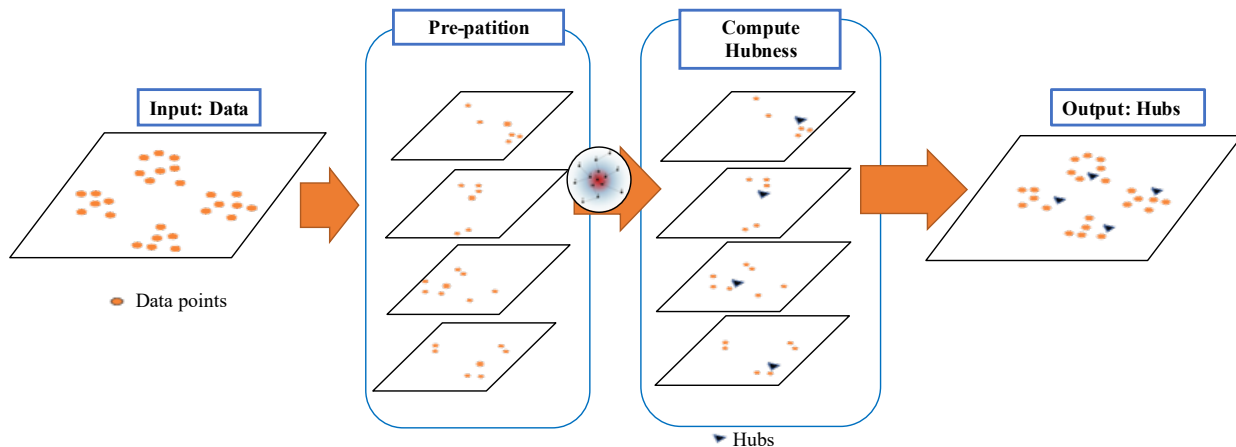 Pre-patition
Compute
Hubness
Input: Data
Output: Hubs
Data points
Hubs